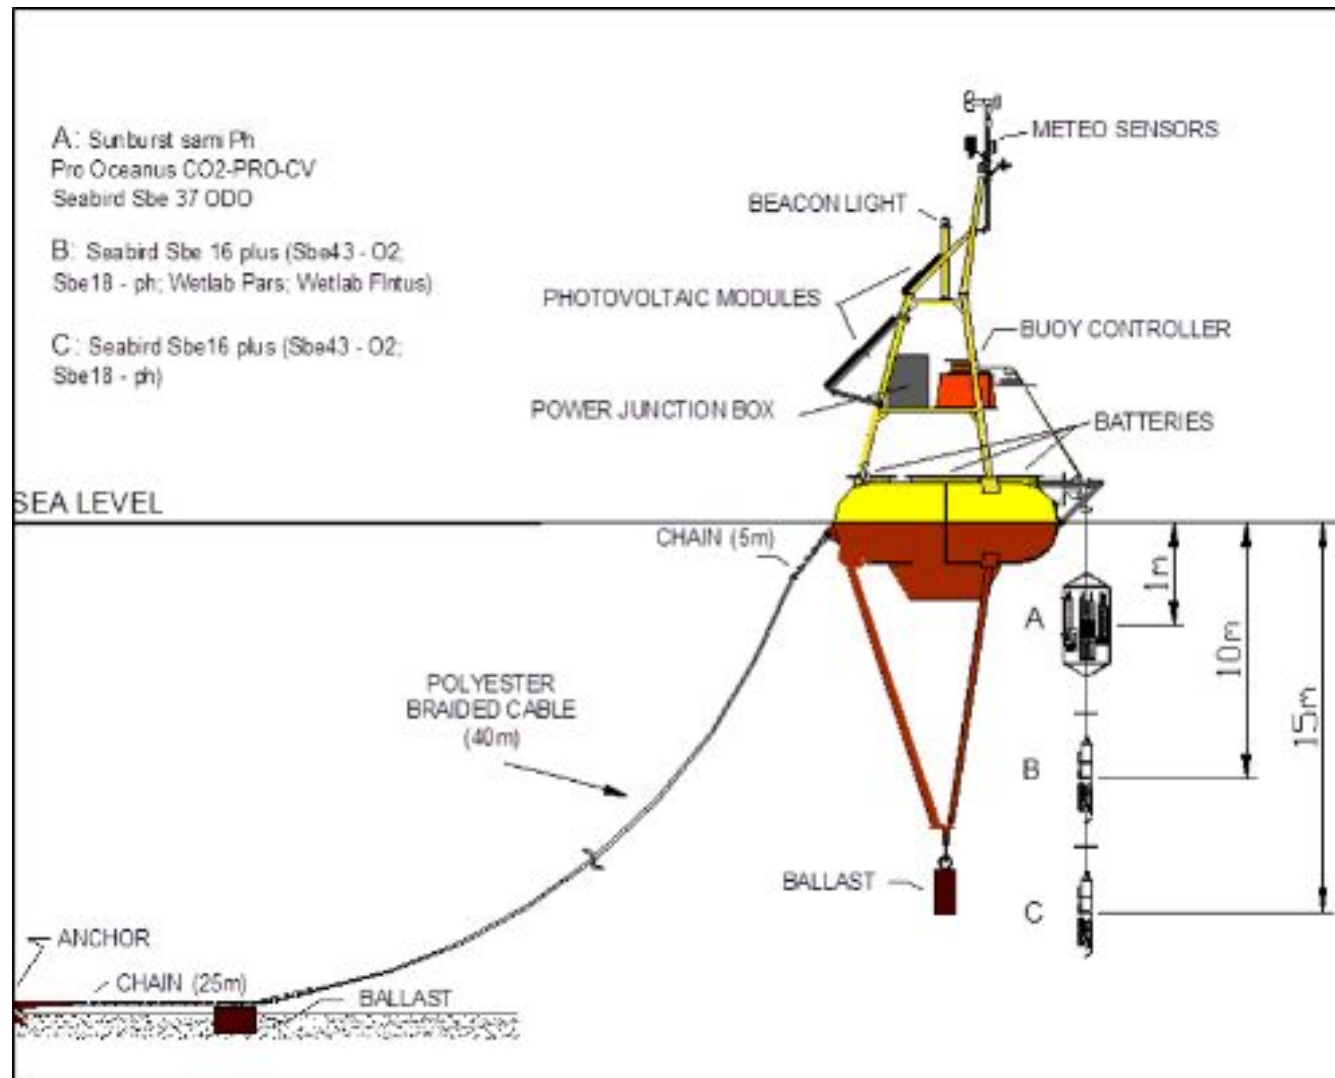 A: Sunburst sami Ph
Pro Oceanus CO2-PRO-CV
Seabird Sbe 37 ODO
B: Seabird Sbe 16 plus (Sbe43 - O2;
Sbe18 - ph; Wetlab Pars; Wetlab Flntus)
C: Seabird Sbe16 plus (Sbe43 - O2;
Sbe18 - ph)
METEO SENSORS
BEACON LIGHT
PHOTOVOLTAIC MODULES
BUOY CONTROLLER
POWER JUNCTION BOX
BATTERIES
SEA LEVEL
CHAIN (5m)
1m
A
10m
POLYESTER
BRAIDED CABLE
(40m)
15m
B
BALLAST
C
ANCHOR
CHAIN (25m)
BALLAST